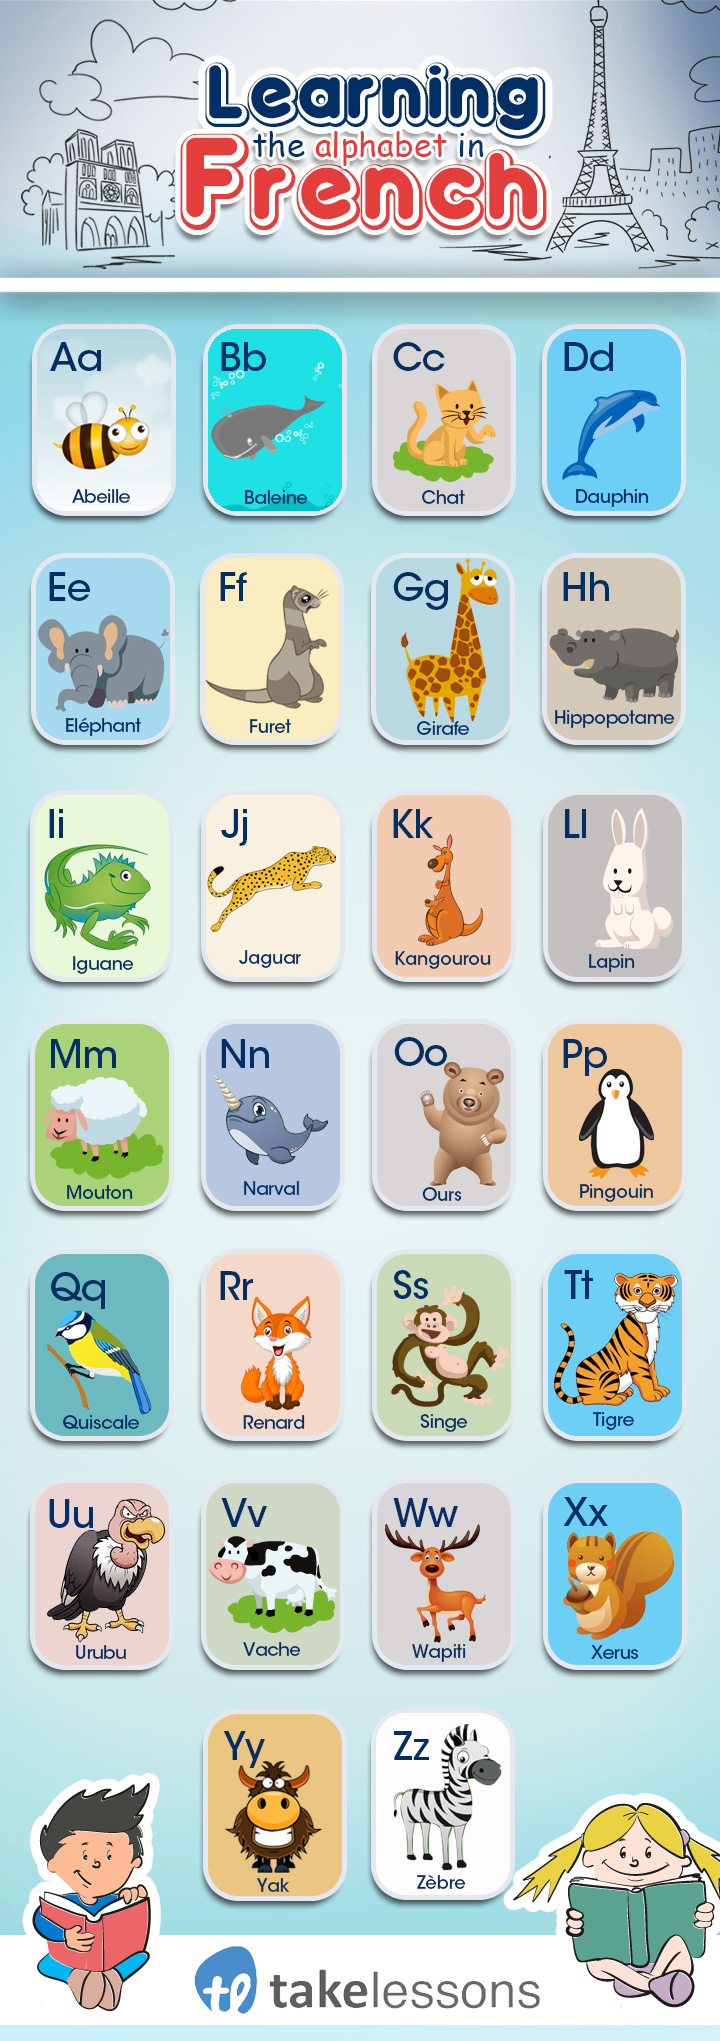 Learning
the alphabet in
French
Aa
Abeille
Bb
Baleine
Cc
Chat
Dd
Dauphin
Ee
Eléphant
Ff
Furet
Gg
Girafe
Hh
Hippopotame
Ii
Iguane
Jj
Jaguar
Kk
Kangourou
Ll
Lapin
Mm
Mouton
Nn
Narval
Oo
Ours
Pp
Pingouin
Qq
Quiscale
Rr
Renard
Ss
Singe
Tt
Tigre
Uu
Urubu
Vv
Vache
Ww
Wapiti
Xx
Xerus
Yy
Yak
Zz
Zèbre
tl takelessons